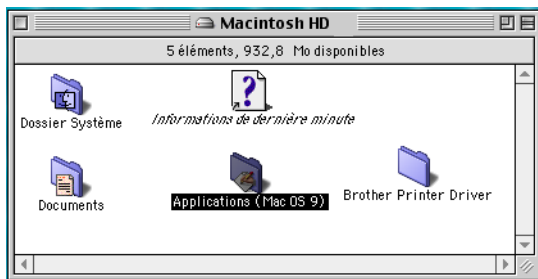 Macintosh HD
5 éléments, 932,8 Mo disponibles
Dossier Système
Informations de dernière minute
Documents
Applications (Mac OS 9)
Brother Printer Driver